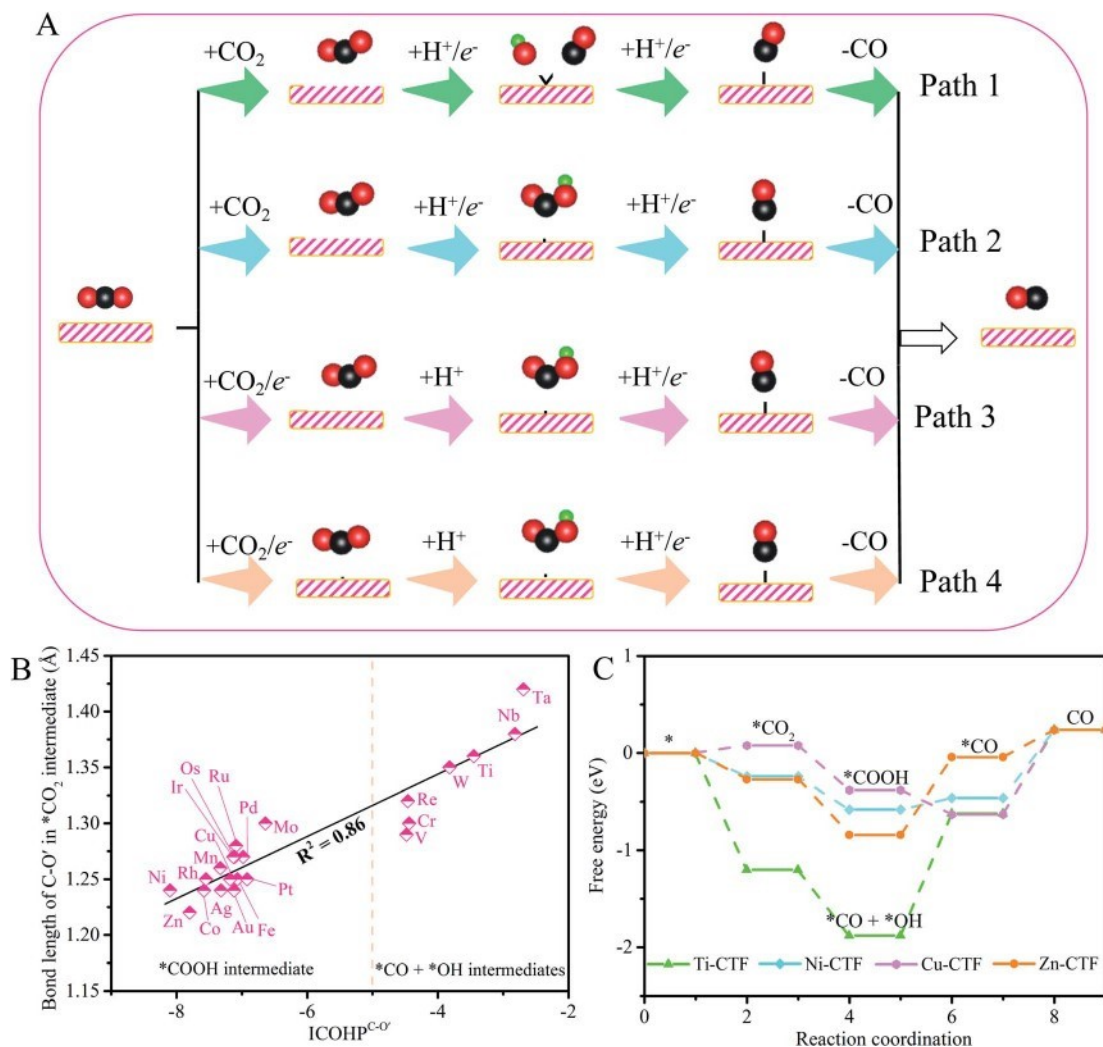 A
+CO₂ +H⁺/e⁻ +H⁺/e⁻ -CO
Path 1
+CO₂ +H⁺/e⁻ +H⁺/e⁻ -CO
Path 2
+CO₂/e⁻ +H⁺ +H⁺/e⁻ -CO
Path 3
+CO₂/e⁻ +H⁺ +H⁺/e⁻ -CO
Path 4
B
Bond length of C-O' in *CO₂ intermediate (Å)
1.45
1.40
1.35
1.30
1.25
1.20
1.15
Ta
Nb
Ti
W
Os
Ru
Ir
Pd
Re
Mo
Cr
Cu
V
Mn
Rh
Ni
Pt
Zn
Co
Ag
Au
Fe
R² = 0.86
*COOH intermediate
*CO + *OH intermediates
-8 -6 -4 -2
ICOHP^C-O'
C
Free energy (eV)
1
0
-1
-2
*
*CO₂
*COOH
*CO
CO
*CO + *OH
Ti-CTF Ni-CTF Cu-CTF Zn-CTF
0 2 4 6 8
Reaction coordination